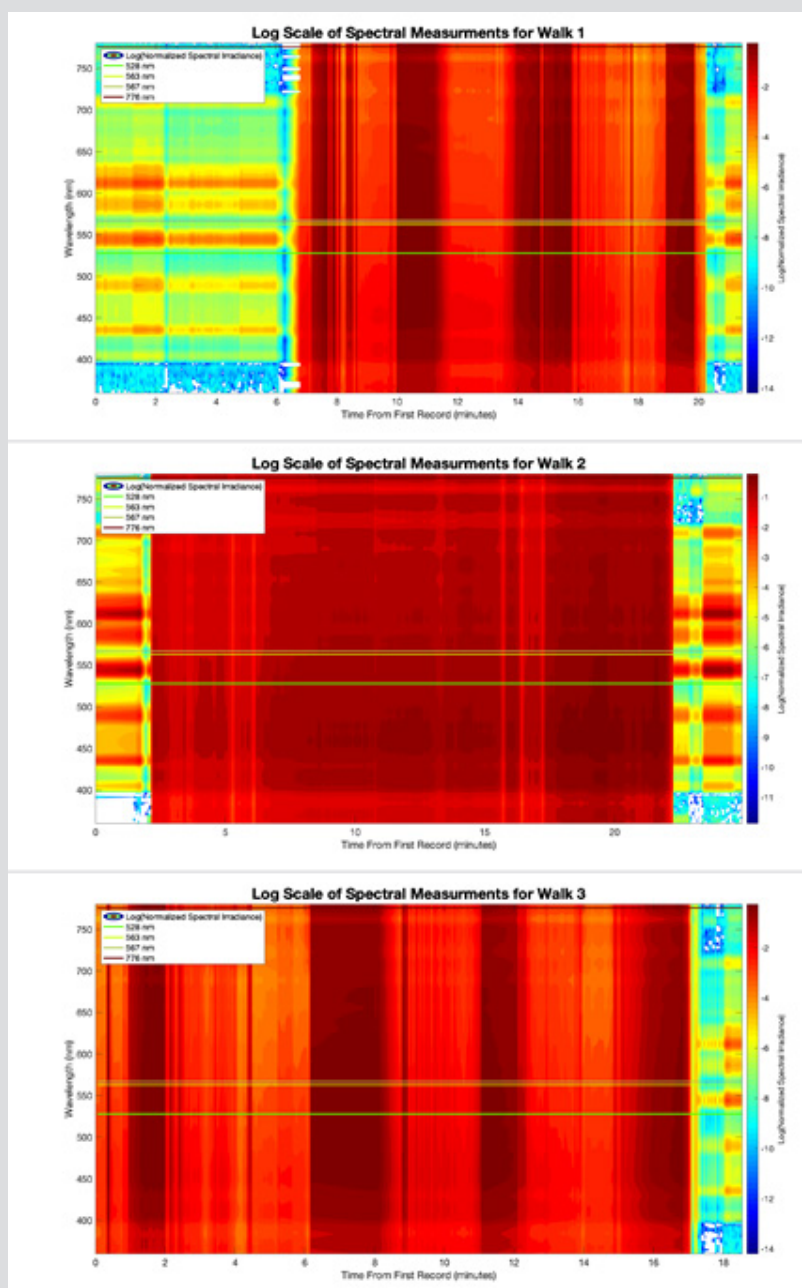 Log Scale of Spectral Measurments for Walk 1
Log(Normalized Spectral Irradiance)
528 nm
563 nm
567 nm
776 nm
750
700
650
600
550
500
450
400
Wavelength (nm)
0 2 4 6 8 10 12 14 16 18 20
Time From First Record (minutes)
-2
-4
-6
-8
-10
-12
-14
Log(Normalized Spectral Irradiance)
Log Scale of Spectral Measurments for Walk 2
Log(Normalized Spectral Irradiance)
528 nm
563 nm
567 nm
776 nm
750
700
650
600
550
500
450
400
Wavelength (nm)
0 5 10 15 20
Time From First Record (minutes)
-1
-2
-3
-4
-5
-6
-7
-8
-9
-10
-11
Log(Normalized Spectral Irradiance)
Log Scale of Spectral Measurments for Walk 3
Log(Normalized Spectral Irradiance)
528 nm
563 nm
567 nm
776 nm
750
700
650
600
550
500
450
400
Wavelength (nm)
0 2 4 6 8 10 12 14 16 18
Time From First Record (minutes)
-2
-4
-6
-8
-10
-12
-14
Log(Normalized Spectral Irradiance)